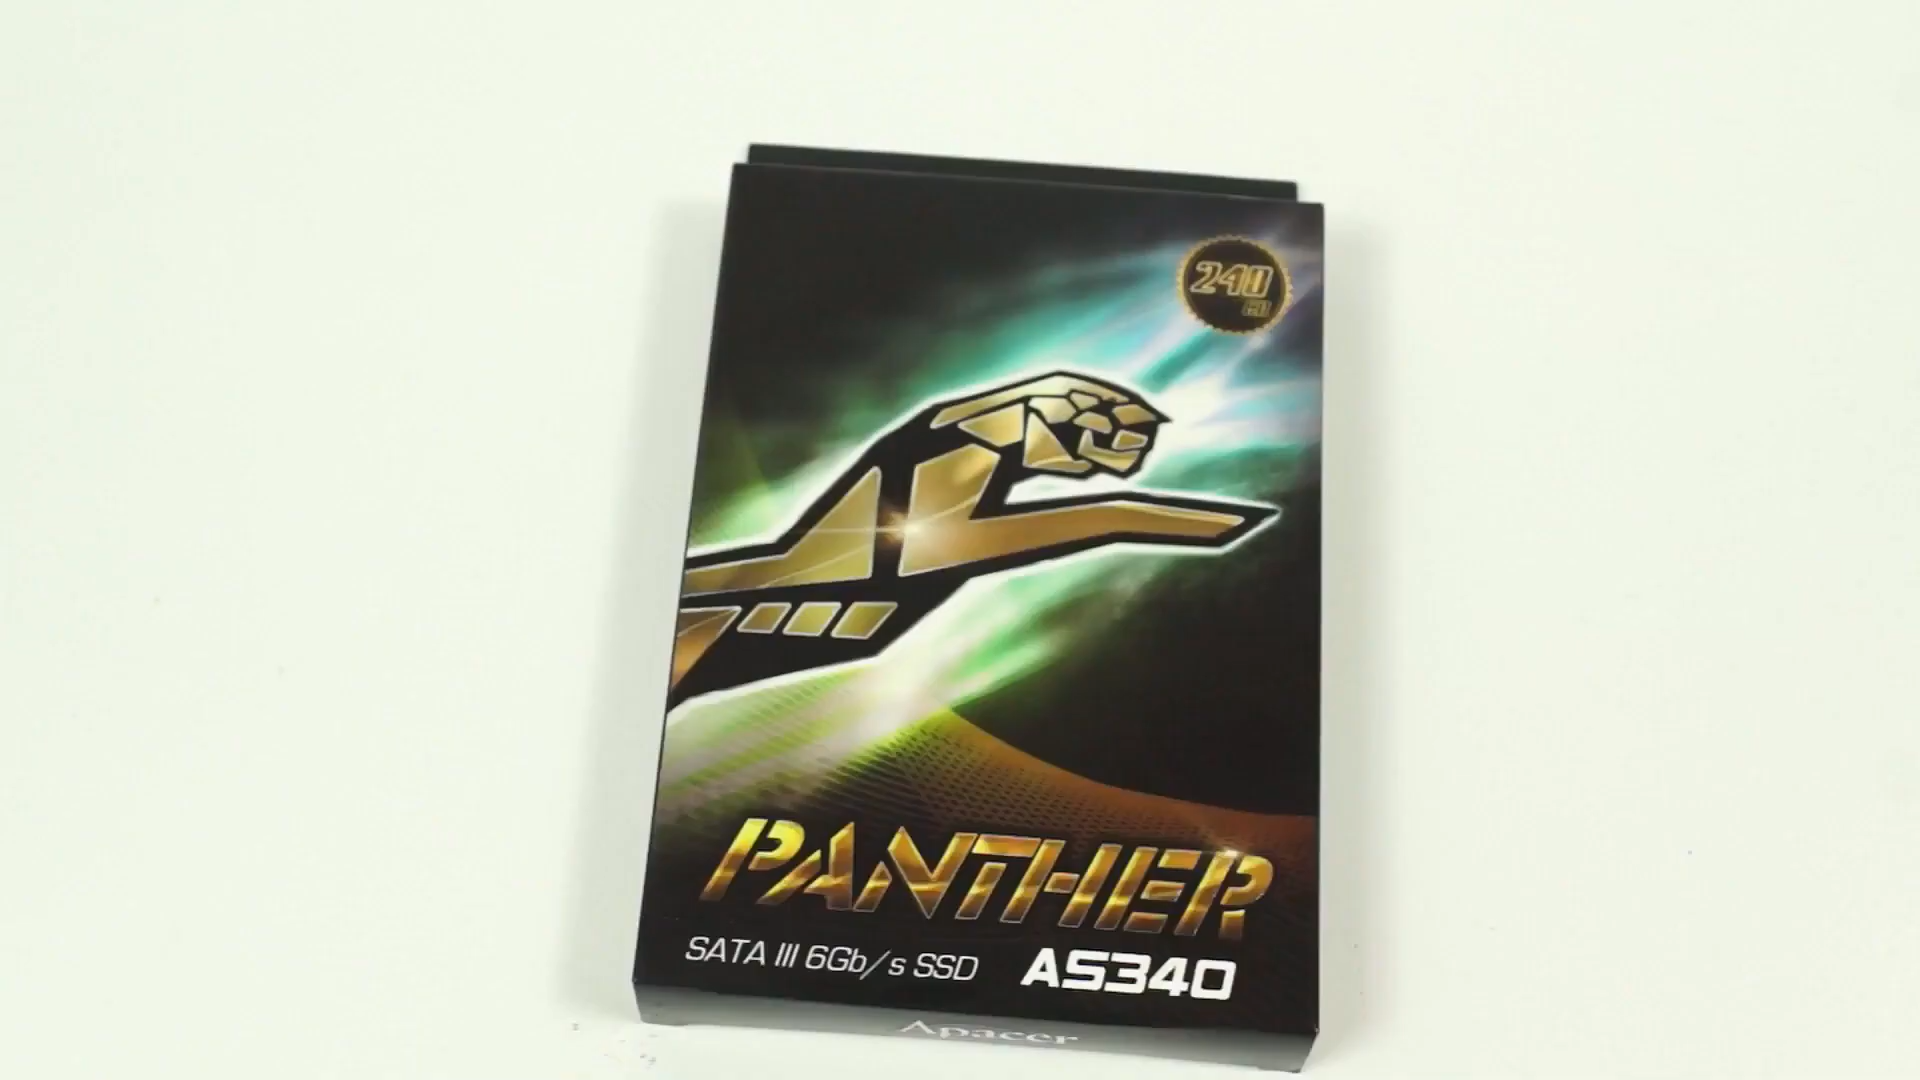 240
GB
PANTHER
SATA III 6Gb/s SSD
AS340
Apacer